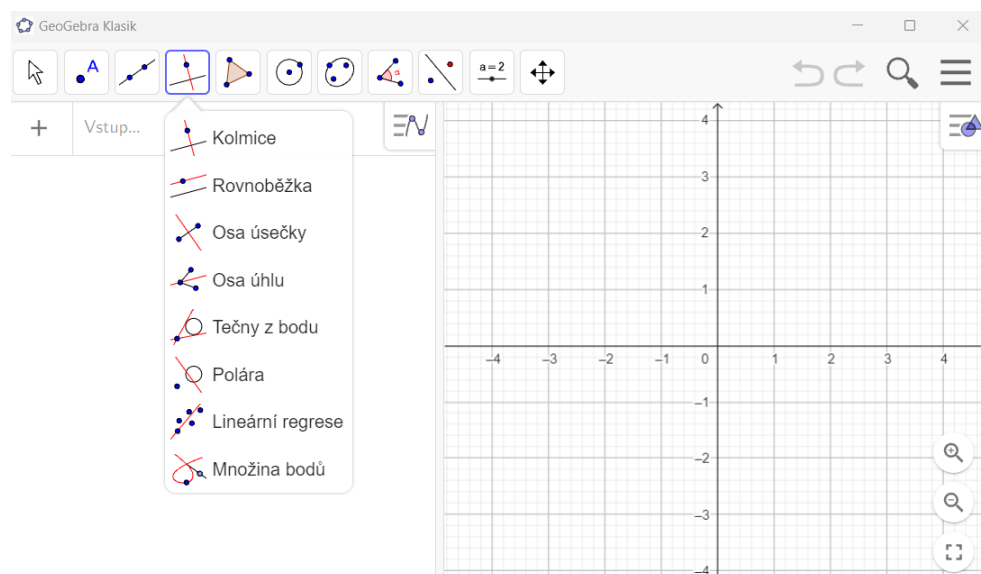 GeoGebra Klasik
A
α
a=2
Vstup...
Kolmice
Rovnoběžka
Osa úsečky
Osa úhlu
Tečny z bodu
Polára
Lineární regrese
Množina bodů
4
3
2
1
–4 –3 –2 –1 0 1 2 3 4
–1
–2
–3
–4